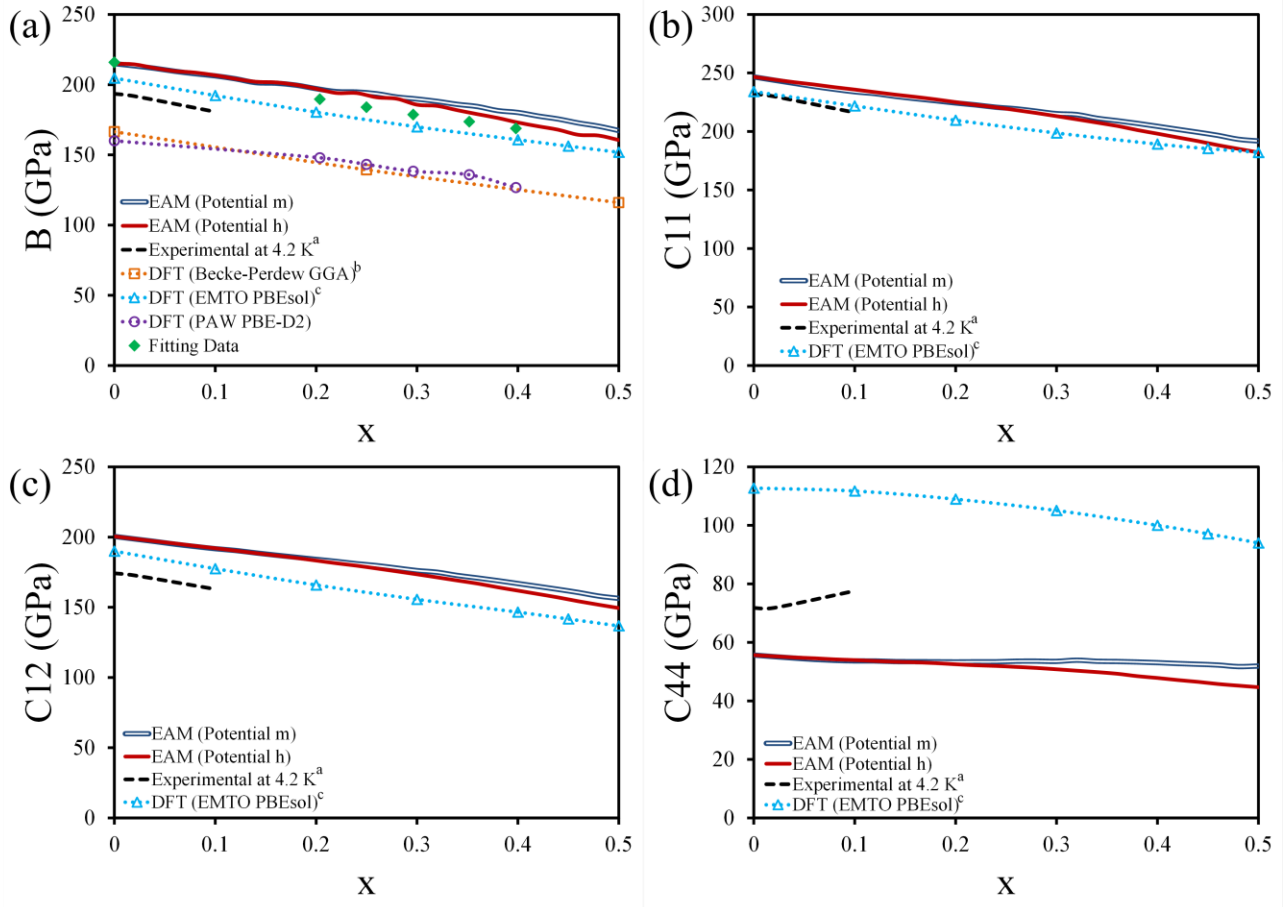 (a)
250
200
150
100
50
0
B (GPa)
EAM (Potential m)
EAM (Potential h)
Experimental at 4.2 K^a
DFT (Becke-Perdew GGA)^b
DFT (EMTO PBEsol)^c
DFT (PAW PBE-D2)
Fitting Data
0 0.1 0.2 0.3 0.4 0.5
X
(b)
300
250
200
150
100
50
0
C11 (GPa)
EAM (Potential m)
EAM (Potential h)
Experimental at 4.2 K^a
DFT (EMTO PBEsol)^c
0 0.1 0.2 0.3 0.4 0.5
X
(c)
250
200
150
100
50
0
C12 (GPa)
EAM (Potential m)
EAM (Potential h)
Experimental at 4.2 K^a
DFT (EMTO PBEsol)^c
0 0.1 0.2 0.3 0.4 0.5
X
(d)
120
100
80
60
40
20
0
C44 (GPa)
EAM (Potential m)
EAM (Potential h)
Experimental at 4.2 K^a
DFT (EMTO PBEsol)^c
0 0.1 0.2 0.3 0.4 0.5
X